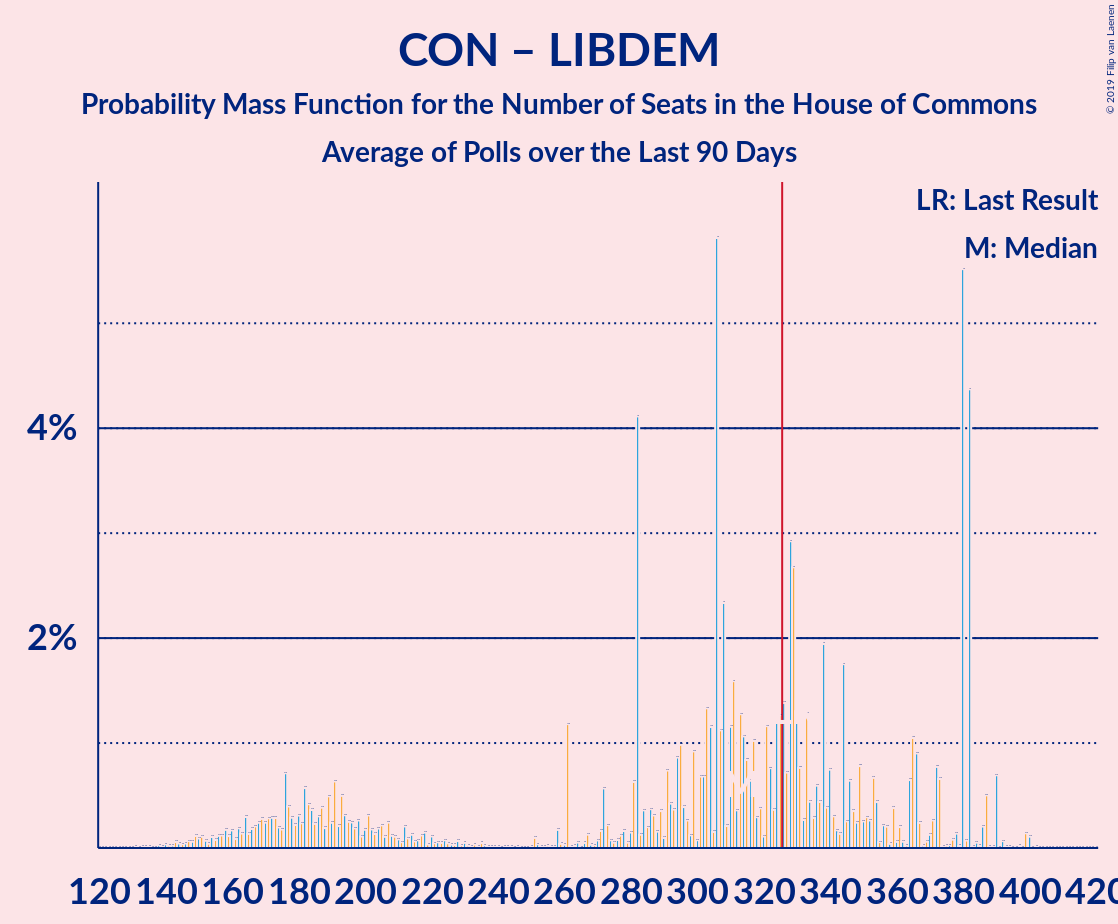 CON – LIBDEM
Probability Mass Function for the Number of Seats in the House of Commons
Average of Polls over the Last 90 Days
© 2019 Filip van Laenen
LR: Last Result
M: Median
4%
2%
120 140 160 180 200 220 240 260 280 300 320 340 360 380 400 420